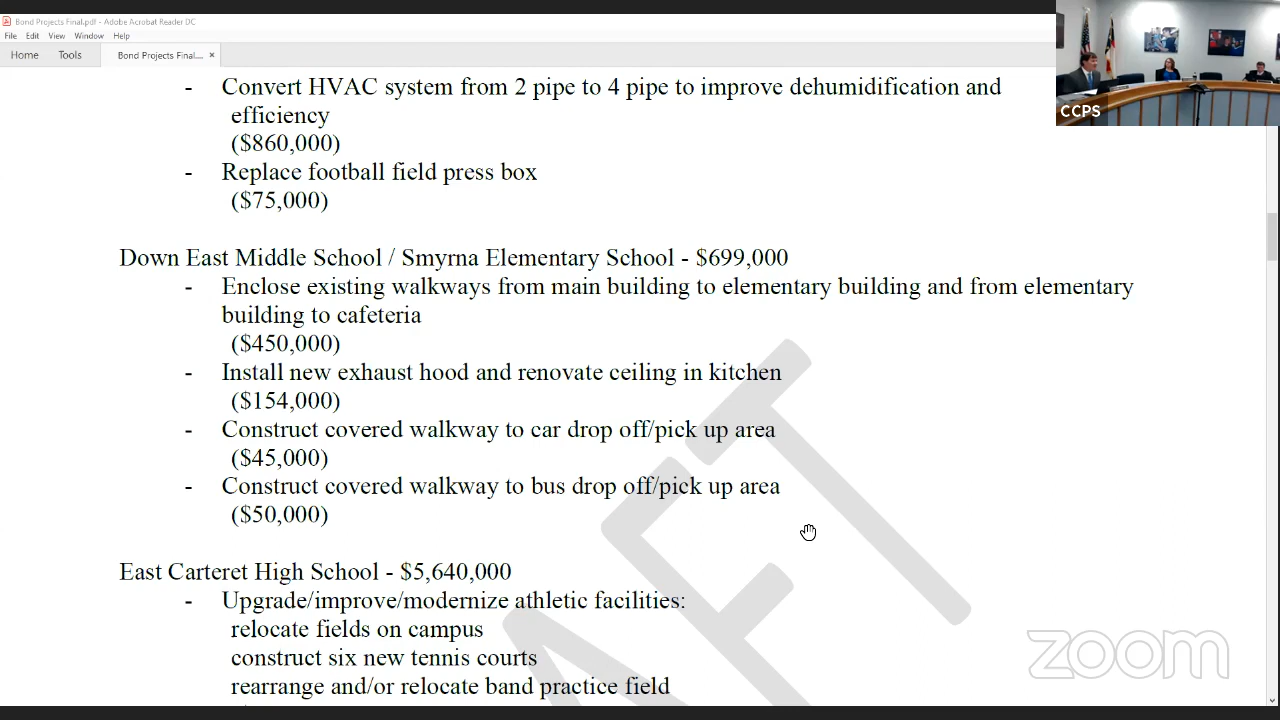 Bond Projects Final.pdf - Adobe Acrobat Reader DC
File Edit View Window Help
Home Tools Bond Projects Final.... ×
- Convert HVAC system from 2 pipe to 4 pipe to improve dehumidification and
efficiency
($860,000)
- Replace football field press box
($75,000)
Down East Middle School / Smyrna Elementary School - $699,000
- Enclose existing walkways from main building to elementary building and from elementary
building to cafeteria
($450,000)
- Install new exhaust hood and renovate ceiling in kitchen
($154,000)
- Construct covered walkway to car drop off/pick up area
($45,000)
- Construct covered walkway to bus drop off/pick up area
($50,000)
East Carteret High School - $5,640,000
- Upgrade/improve/modernize athletic facilities:
relocate fields on campus
construct six new tennis courts
rearrange and/or relocate band practice field
CCPS
AFT
zoom